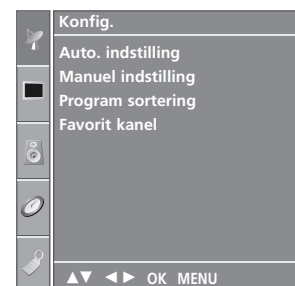 Konfig.
Auto. indstilling
Manuel indstilling
Program sortering
Favorit kanel
▲▼ ◄► OK MENU